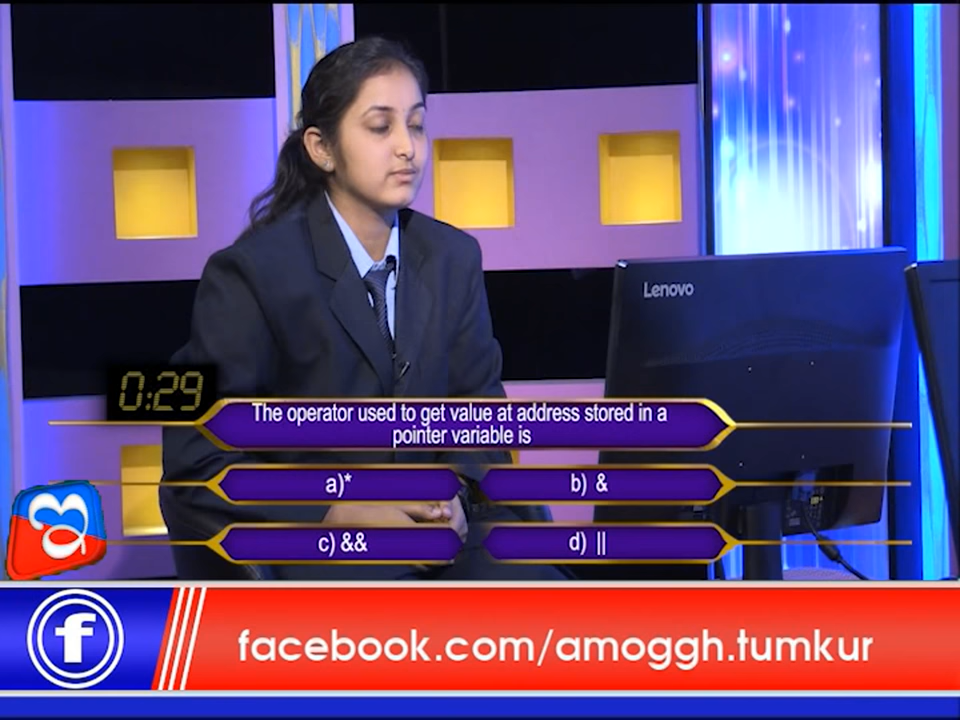 Lenovo
0:29
The operator used to get value at address stored in a
pointer variable is
a)*
b) &
c) &&
d) ||
f
facebook.com/amoggh.tumkur